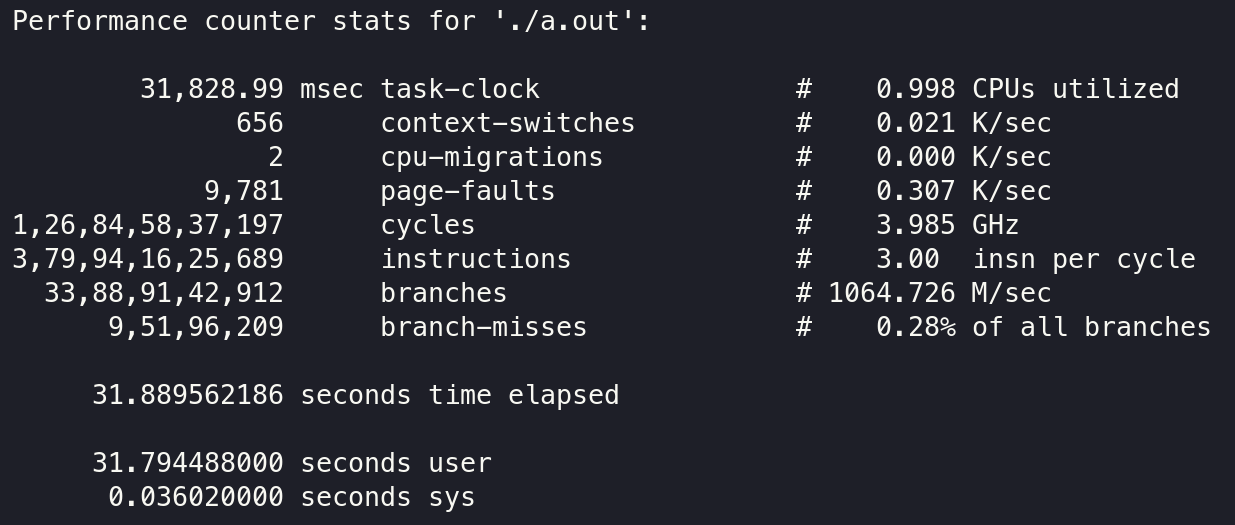 Performance counter stats for './a.out':
31,828.99 msec task-clock # 0.998 CPUs utilized
656 context-switches # 0.021 K/sec
2 cpu-migrations # 0.000 K/sec
9,781 page-faults # 0.307 K/sec
1,26,84,58,37,197 cycles # 3.985 GHz
3,79,94,16,25,689 instructions # 3.00 insn per cycle
33,88,91,42,912 branches # 1064.726 M/sec
9,51,96,209 branch-misses # 0.28% of all branches
31.889562186 seconds time elapsed
31.794488000 seconds user
0.036020000 seconds sys